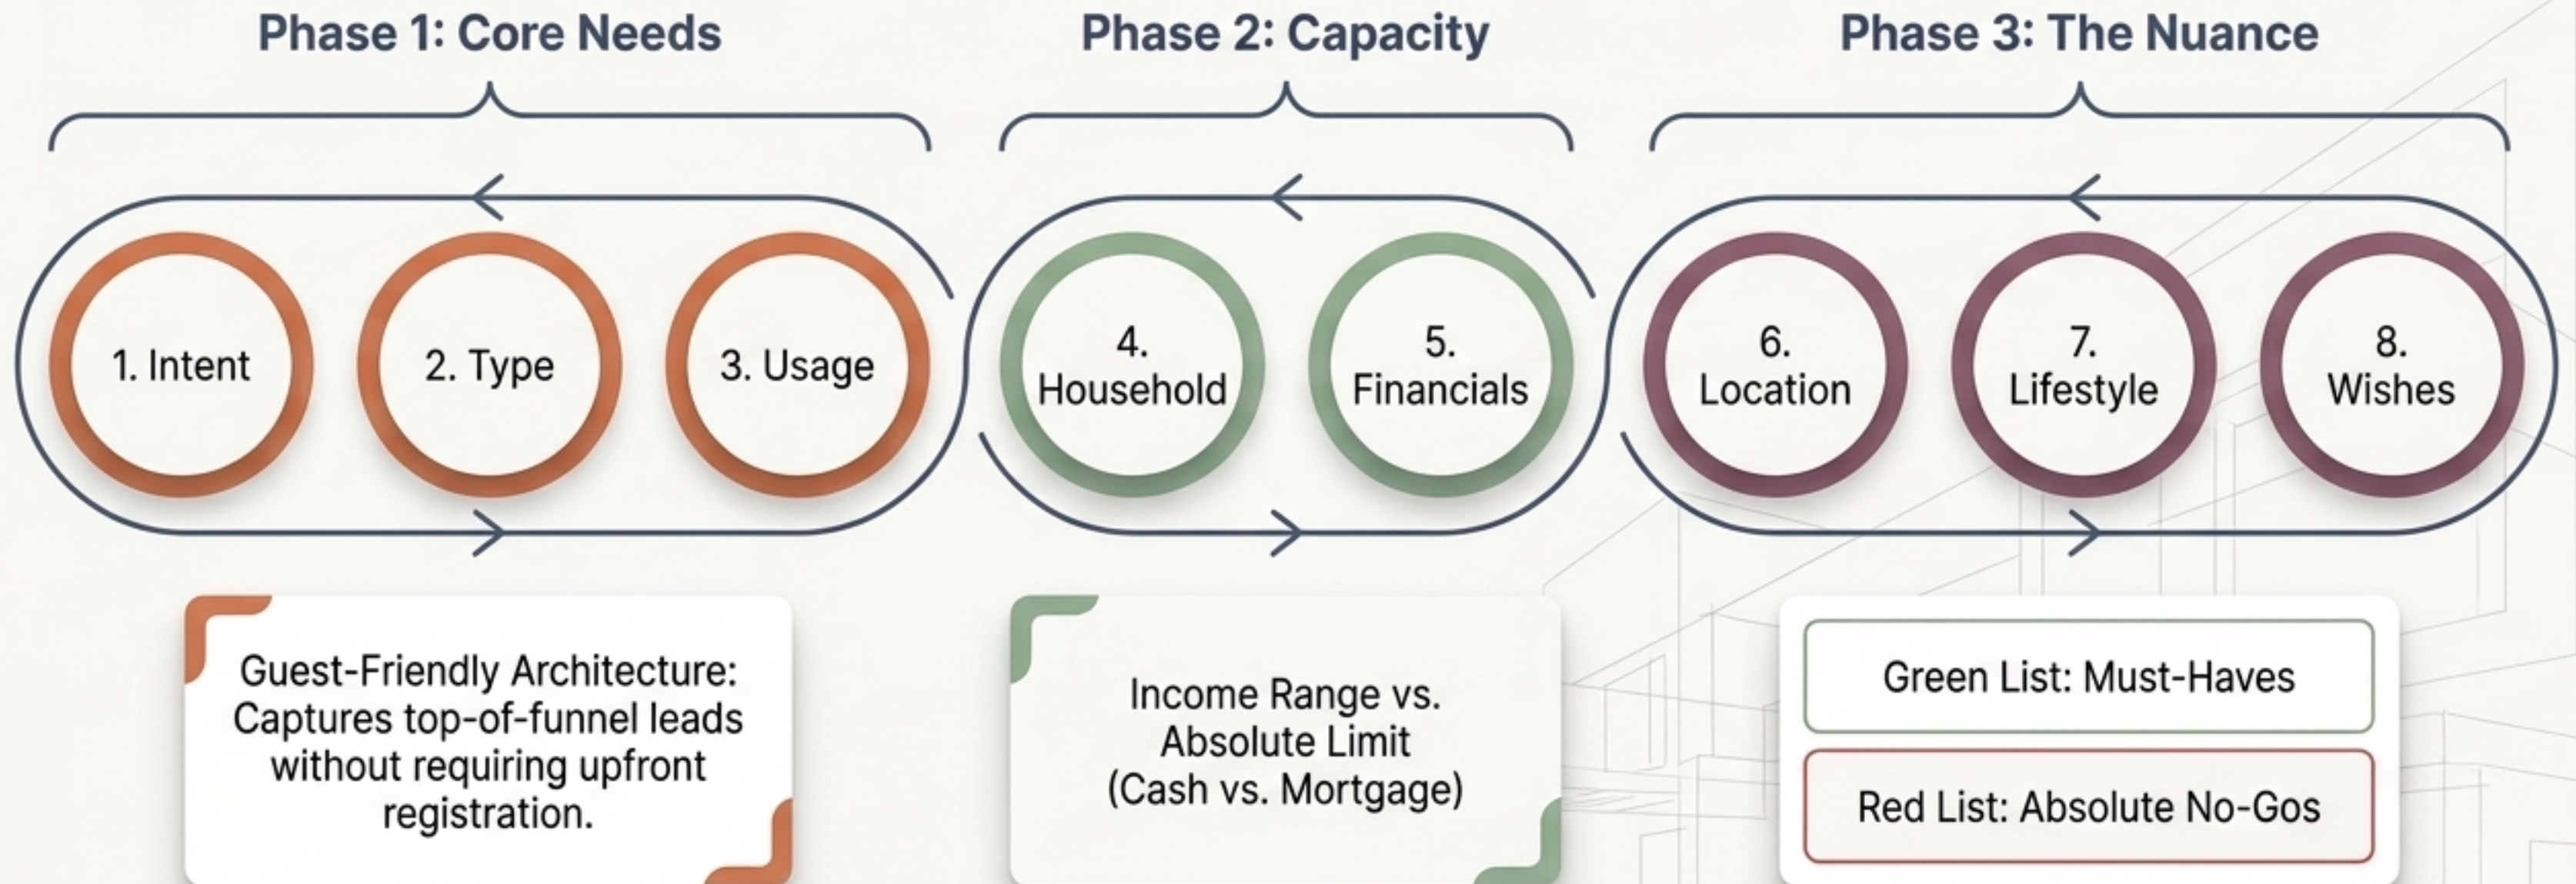 Phase 1: Core Needs
Phase 2: Capacity
Phase 3: The Nuance
1. Intent
2. Type
3. Usage
4.
Household
5.
Financials
6.
Location
7.
Lifestyle
8.
Wishes
Guest-Friendly Architecture:
Captures top-of-funnel leads
without requiring upfront
registration.
Income Range vs.
Absolute Limit
(Cash vs. Mortgage)
Green List: Must-Haves
Red List: Absolute No-Gos